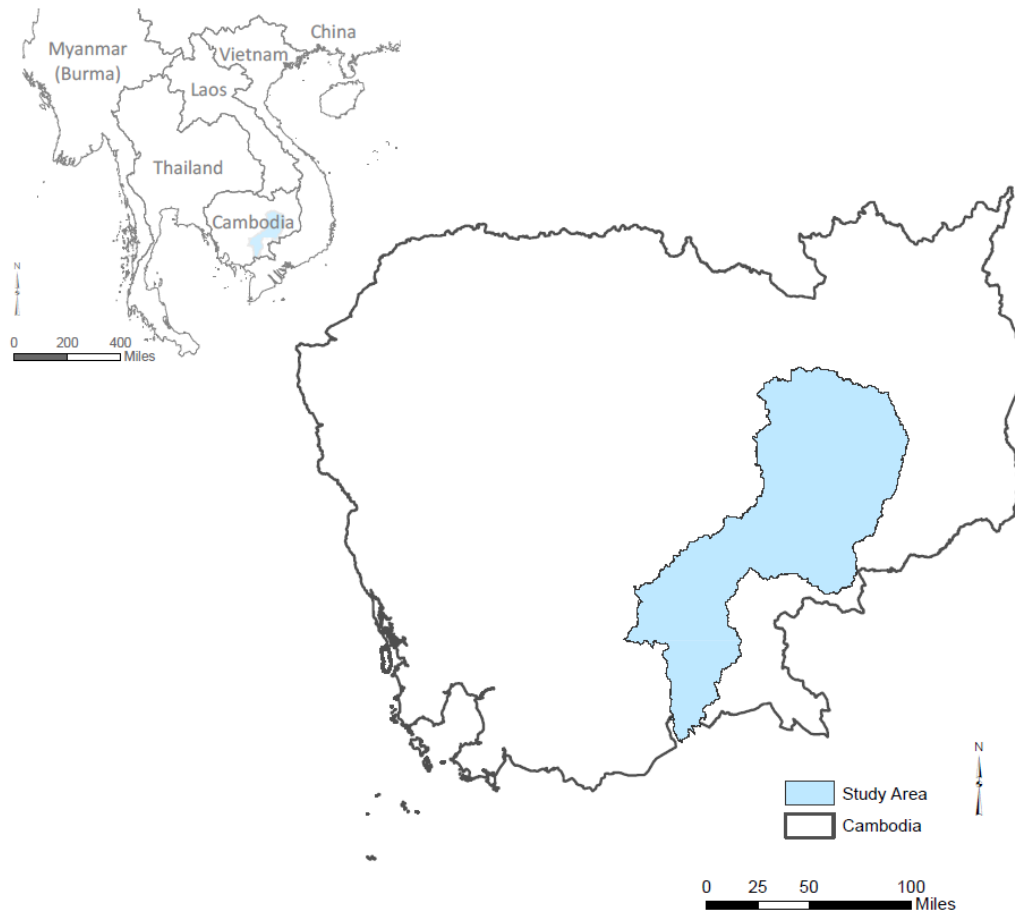 China
Myanmar
(Burma)
Vietnam
Laos
Thailand
Cambodia
N
0 200 400
Miles
N
Study Area
Cambodia
0 25 50 100
Miles